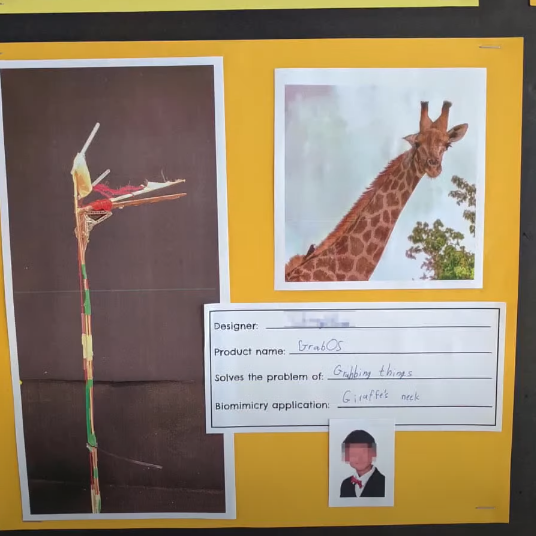 Designer:
Product name: GrabOS
Solves the problem of: Grabbing things
Biomimicry application: Giraffe's neck